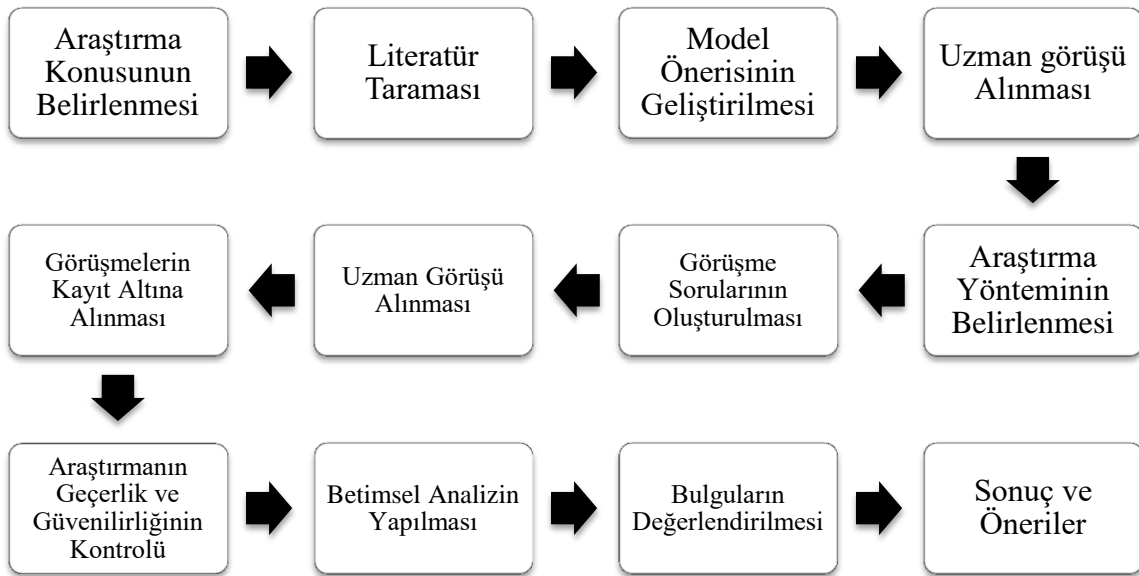 Araştırma
Konusunun
Belirlenmesi
Literatür
Taraması
Model
Önerisinin
Geliştirilmesi
Uzman görüşü
Alınması
Araştırma
Yönteminin
Belirlenmesi
Görüşme
Sorularının
Oluşturulması
Uzman Görüşü
Alınması
Görüşmelerin
Kayıt Altına
Alınması
Araştırmanın
Geçerlik ve
Güvenilirliğinin
Kontrolü
Betimsel Analizin
Yapılması
Bulguların
Değerlendirilmesi
Sonuç ve
Öneriler